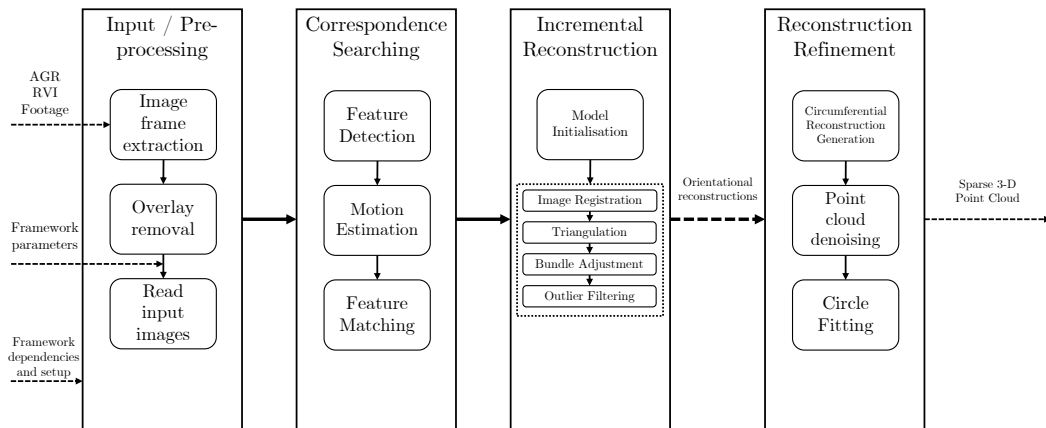 Input / Pre-
processing
AGR
RVI
Footage
Image
frame
extraction
Overlay
removal
Framework
parameters
Read
input
images
Framework
dependencies
and setup
Correspondence
Searching
Feature
Detection
Motion
Estimation
Feature
Matching
Incremental
Reconstruction
Model
Initialisation
Image Registration
Triangulation
Bundle Adjustment
Outlier Filtering
Orientational
reconstructions
Reconstruction
Refinement
Circumferential
Reconstruction
Generation
Point
cloud
denoising
Circle
Fitting
Sparse 3-D
Point Cloud